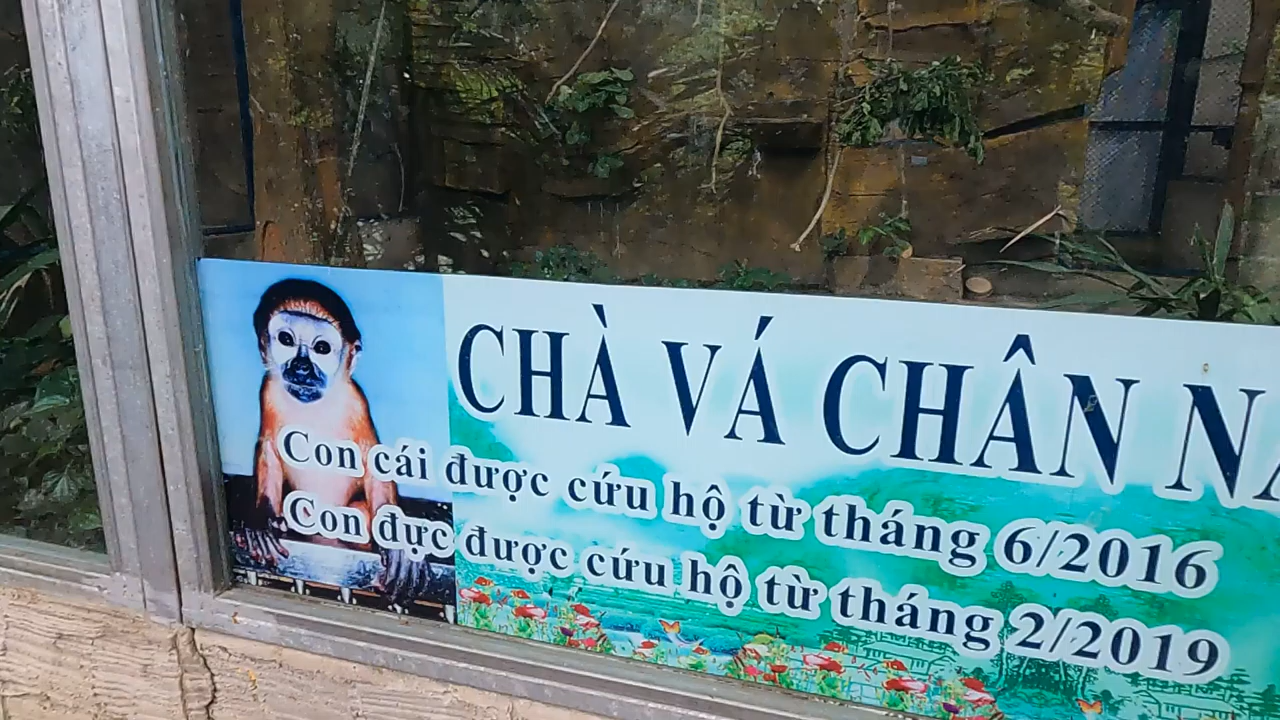 CHÀ VÁ CHÂN
Con cái được cứu hộ từ tháng 6/2016
Con đực được cứu hộ từ tháng 2/2019